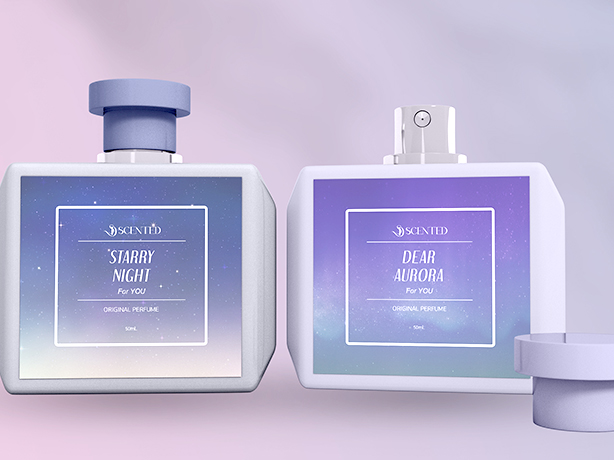 SCENTED
STARRY
NIGHT
For YOU
ORIGINAL PERFUME
50ML
SCENTED
DEAR
AURORA
For YOU
ORIGINAL PERFUME
50ML